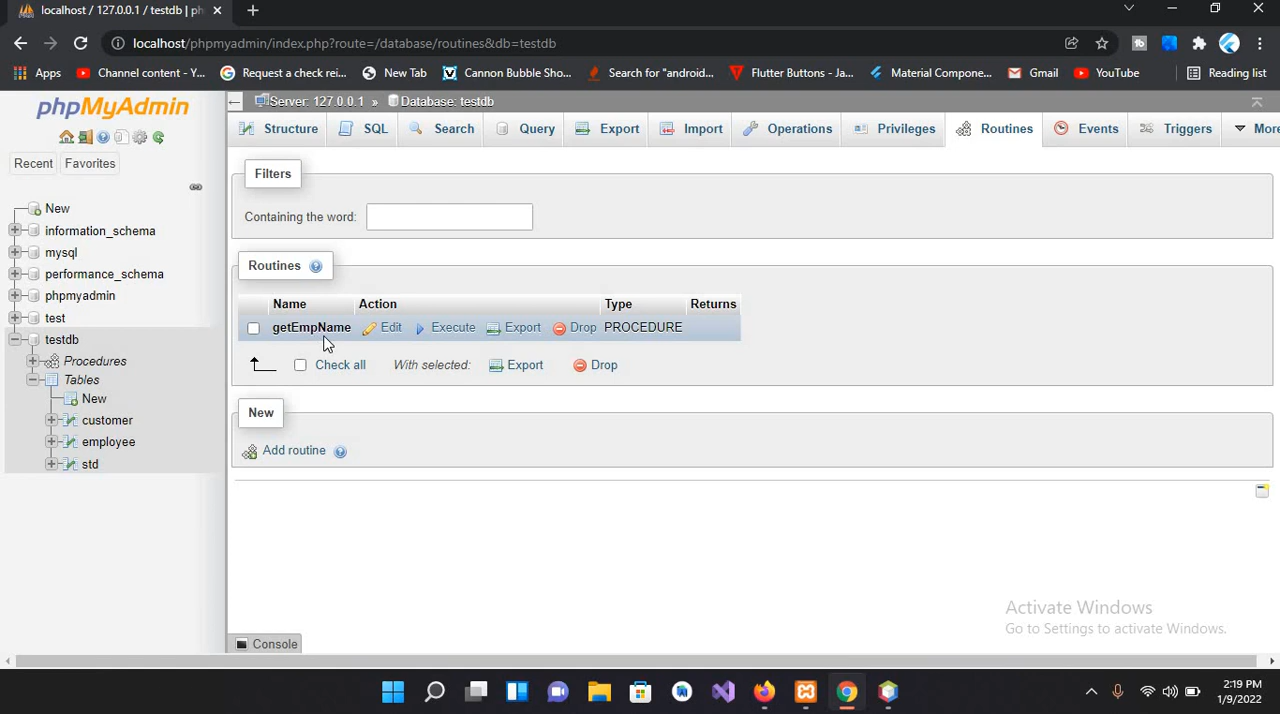 localhost / 127.0.0.1 / testdb | ph
localhost/phpmyadmin/index.php?route=/database/routines&db=testdb
Apps
Channel content - Y...
Request a check rei...
New Tab
Cannon Bubble Sho...
Search for "android...
Flutter Buttons - Ja...
Material Compone...
Gmail
YouTube
Reading list
phpMyAdmin
Recent
Favorites
New
information_schema
mysql
performance_schema
phpmyadmin
test
testdb
Procedures
Tables
New
customer
employee
std
Server: 127.0.0.1 » Database: testdb
Structure
SQL
Search
Query
Export
Import
Operations
Privileges
Routines
Events
Triggers
More
Filters
Containing the word:
Routines
Name Action Type Returns
getEmpName Edit Execute Export Drop PROCEDURE
Check all With selected: Export Drop
New
Add routine
Console
Activate Windows
Go to Settings to activate Windows.
2:19 PM
1/9/2022